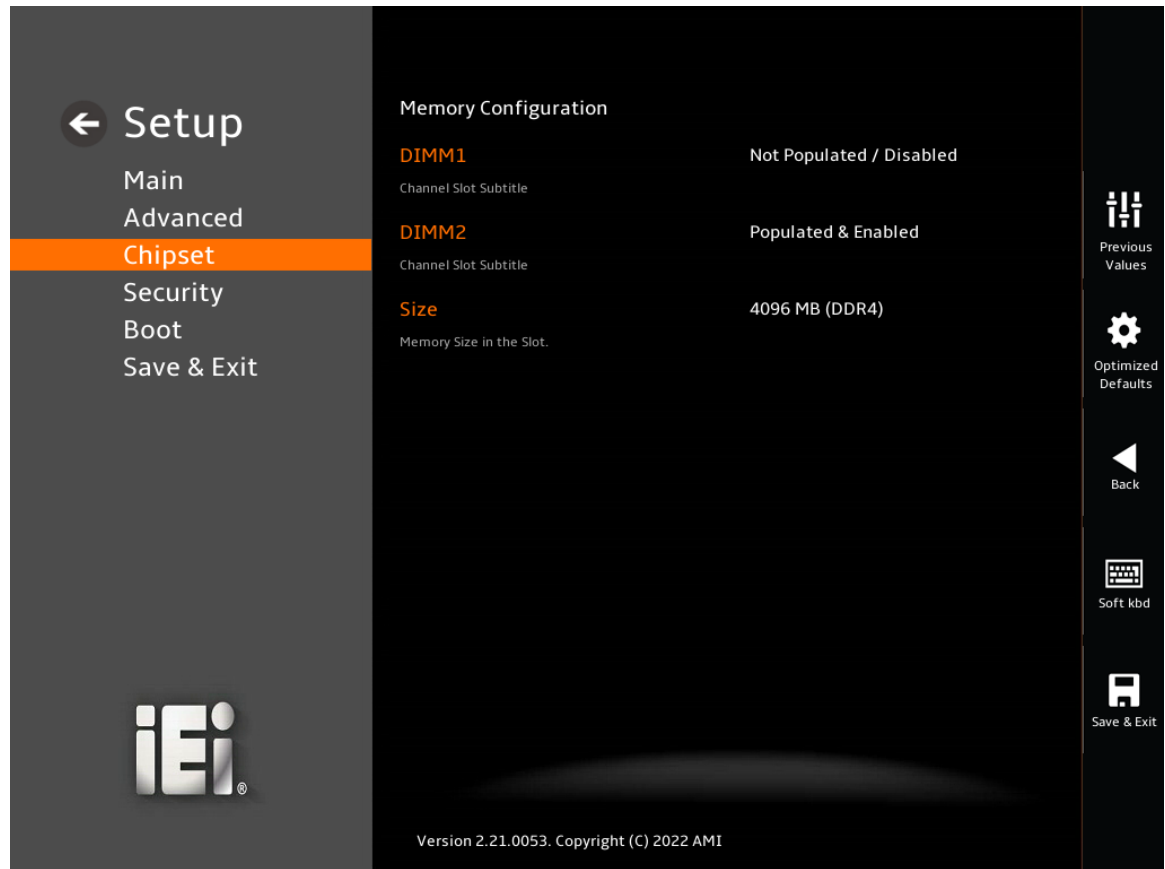 Setup
Main
Advanced
Chipset
Security
Boot
Save & Exit
iEi®
Memory Configuration
DIMM1 Not Populated / Disabled
Channel Slot Subtitle
DIMM2 Populated & Enabled
Channel Slot Subtitle
Size 4096 MB (DDR4)
Memory Size in the Slot.
Version 2.21.0053. Copyright (C) 2022 AMI
Previous
Values
Optimized
Defaults
Back
Soft kbd
Save & Exit